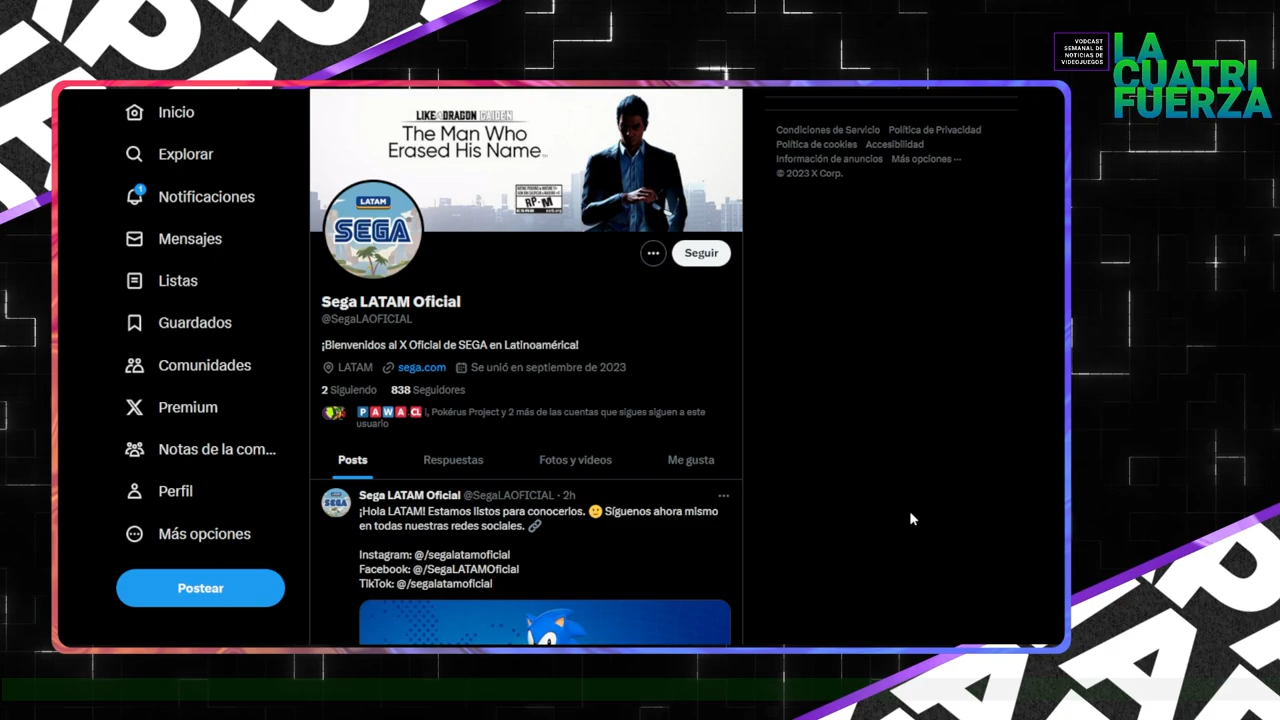 VODCAST
SEMANAL DE
NOTICIAS DE
VIDEOJUEGOS
LA
CUATRI
FUERZA
Inicio
Explorar
1
Notificaciones
Mensajes
Listas
Guardados
Comunidades
Premium
Notas de la com...
Perfil
Más opciones
Postear
LIKE A DRAGON GAIDEN
The Man Who
Erased His Name™
RP-M
LATAM
SEGA
Seguir
Sega LATAM Oficial
@SegaLAOFICIAL
¡Bienvenidos al X Oficial de SEGA en Latinoamérica!
LATAM sega.com Se unió en septiembre de 2023
2 Siguiendo 838 Seguidores
PAWA.CL |, Pokérus Project y 2 más de las cuentas que sigues siguen a este
usuario
Posts Respuestas Fotos y videos Me gusta
Sega LATAM Oficial @SegaLAOFICIAL · 2h
¡Hola LATAM! Estamos listos para conocerlos. 🙂 Síguenos ahora mismo
en todas nuestras redes sociales. 🔗
Instagram: @/segalatamoficial
Facebook: @/SegaLATAMOficial
TikTok: @/segalatamoficial
Condiciones de Servicio Política de Privacidad
Política de cookies Accesibilidad
Información de anuncios Más opciones ···
© 2023 X Corp.